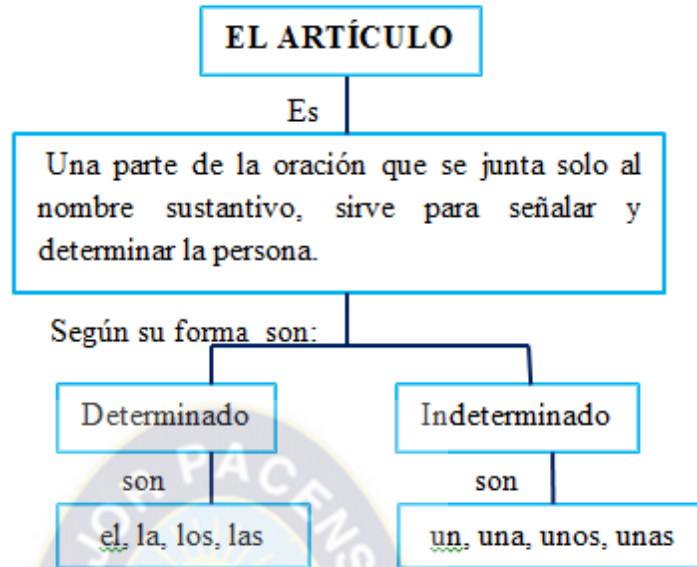 EL ARTÍCULO
Es
Una parte de la oración que se junta solo al
nombre sustantivo, sirve para señalar y
determinar la persona.
Según su forma son:
Determinado
Indeterminado
son
son
el, la, los, las
un, una, unos, unas